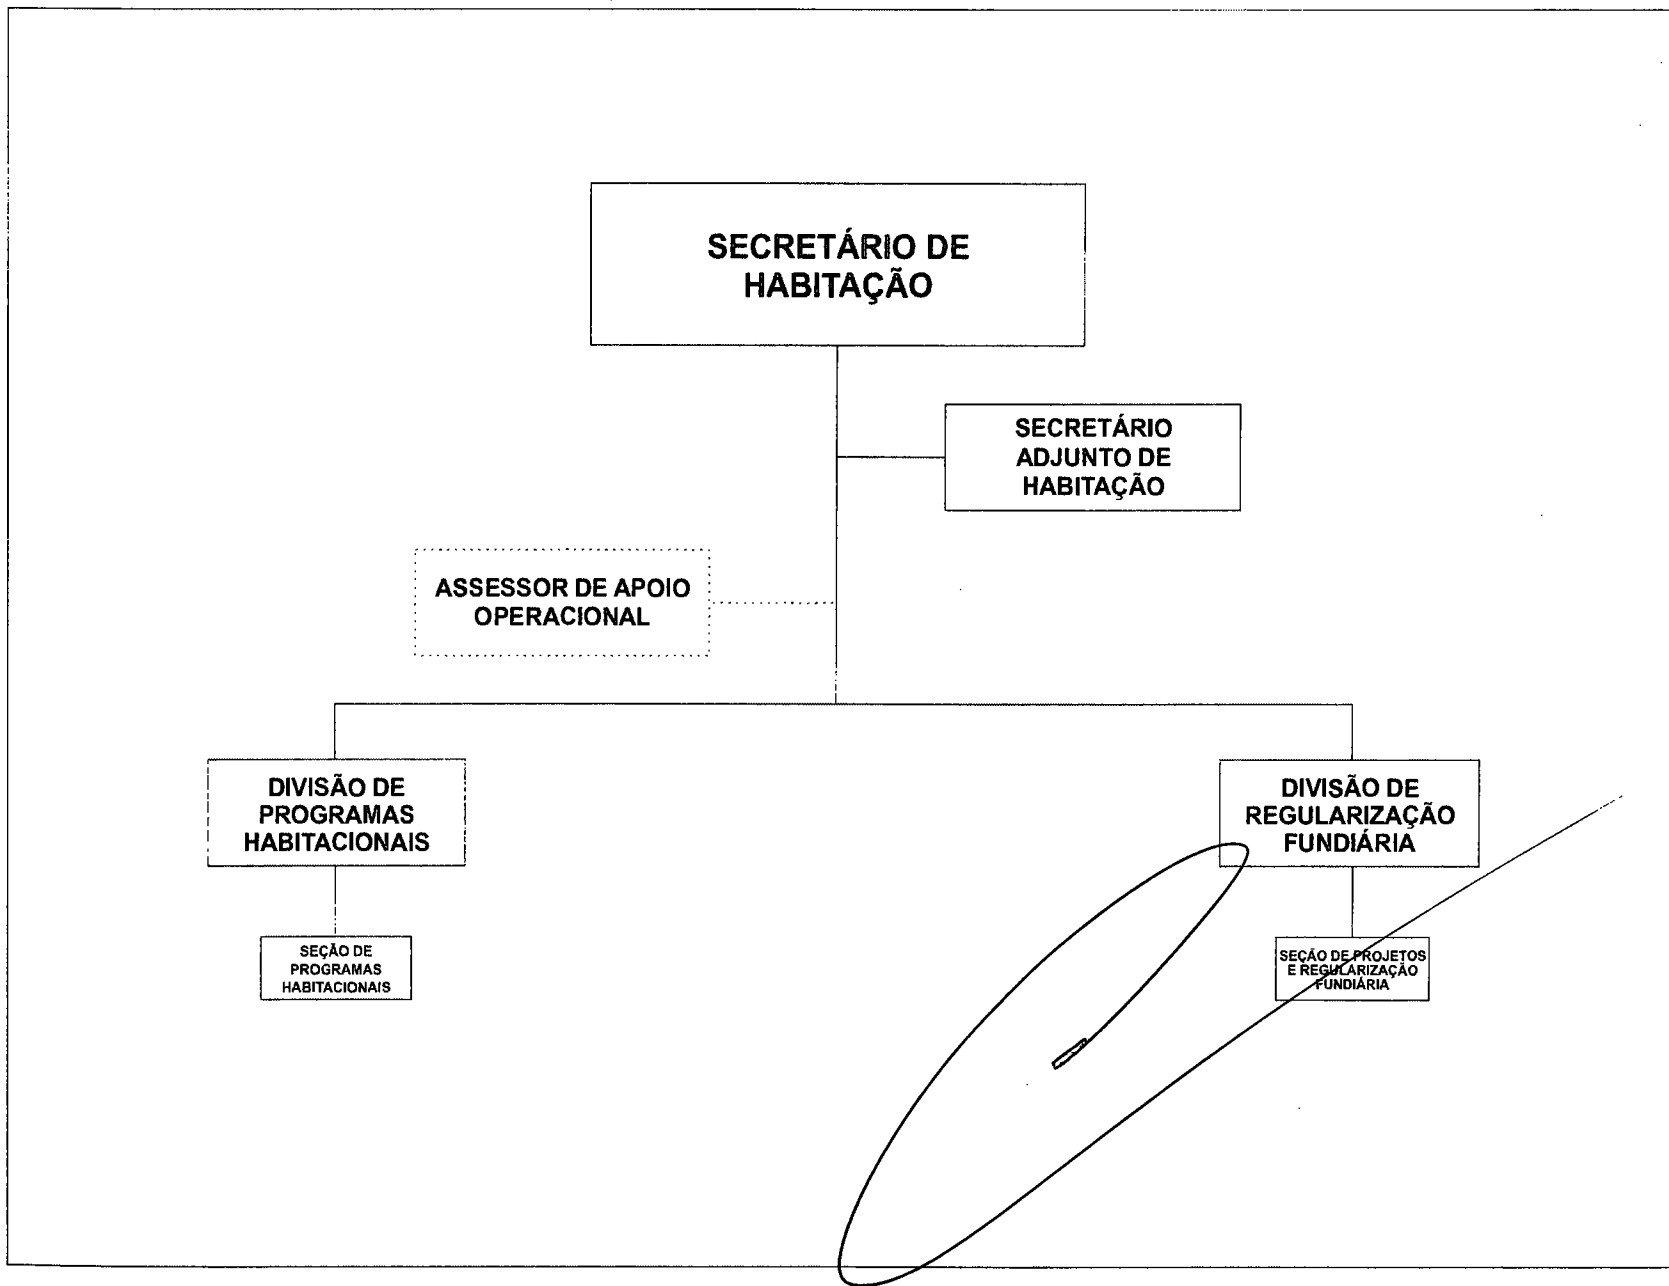 SECRETÁRIO DE
HABITAÇÃO
SECRETÁRIO
ADJUNTO DE
HABITAÇÃO
ASSESSOR DE APOIO
OPERACIONAL
DIVISÃO DE
PROGRAMAS
HABITACIONAIS
DIVISÃO DE
REGULARIZAÇÃO
FUNDIÁRIA
SEÇÃO DE
PROGRAMAS
HABITACIONAIS
SEÇÃO DE PROJETOS
E REGULARIZAÇÃO
FUNDIÁRIA